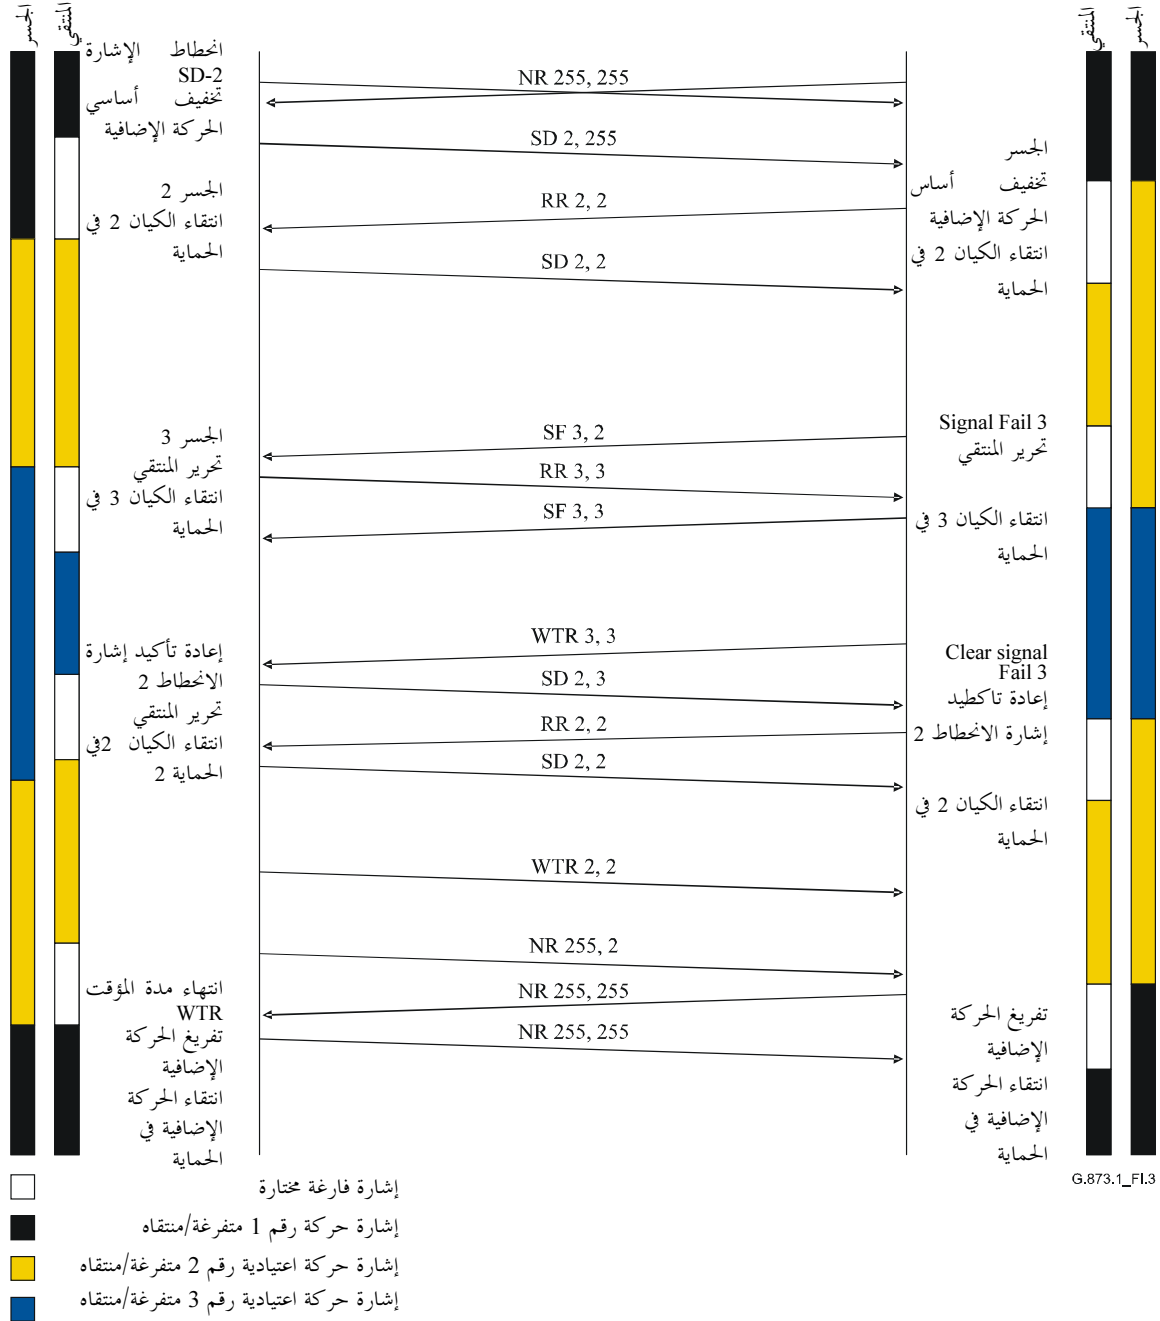 الجسر
المنتقي
المنتقي
الجسر
انحطاط الإشارة
SD-2
تخفيف أساسي
الحركة الإضافية
الجسر 2
انتقاء الكيان 2 في
الحماية
الجسر 3
تحرير المنتقي
انتقاء الكيان 3 في
الحماية
إعادة تأكيد إشارة
الانحطاط 2
تحرير المنتقي
انتقاء الكيان 2في
الحماية 2
انتهاء مدة المؤقت
WTR
تفريغ الحركة
الإضافية
انتقاء الحركة
الإضافية في
الحماية
NR 255, 255
SD 2, 255
RR 2, 2
SD 2, 2
SF 3, 2
RR 3, 3
SF 3, 3
WTR 3, 3
SD 2, 3
RR 2, 2
SD 2, 2
WTR 2, 2
NR 255, 2
NR 255, 255
NR 255, 255
الجسر
تخفيف أساس
الحركة الإضافية
انتقاء الكيان 2 في
الحماية
Signal Fail 3
تحرير المنتقي
انتقاء الكيان 3 في
الحماية
Clear signal
Fail 3
إعادة تاكطيد
إشارة الانحطاط 2
انتقاء الكيان 2 في
الحماية
تفريغ الحركة
الإضافية
انتقاء الحركة
الإضافية في
الحماية
G.873.1_FI.3
إشارة فارغة مختارة
إشارة حركة رقم 1 متفرغة/منتقاه
إشارة حركة اعتيادية رقم 2 متفرغة/منتقاه
إشارة حركة اعتيادية رقم 3 متفرغة/منتقاه